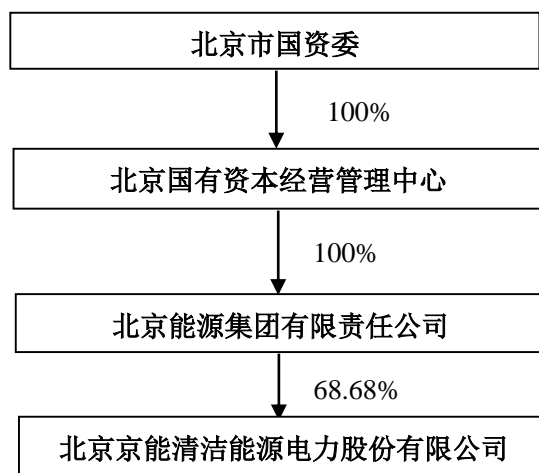 北京市国资委
100%
北京国有资本经营管理中心
100%
北京能源集团有限责任公司
68.68%
北京京能清洁能源电力股份有限公司